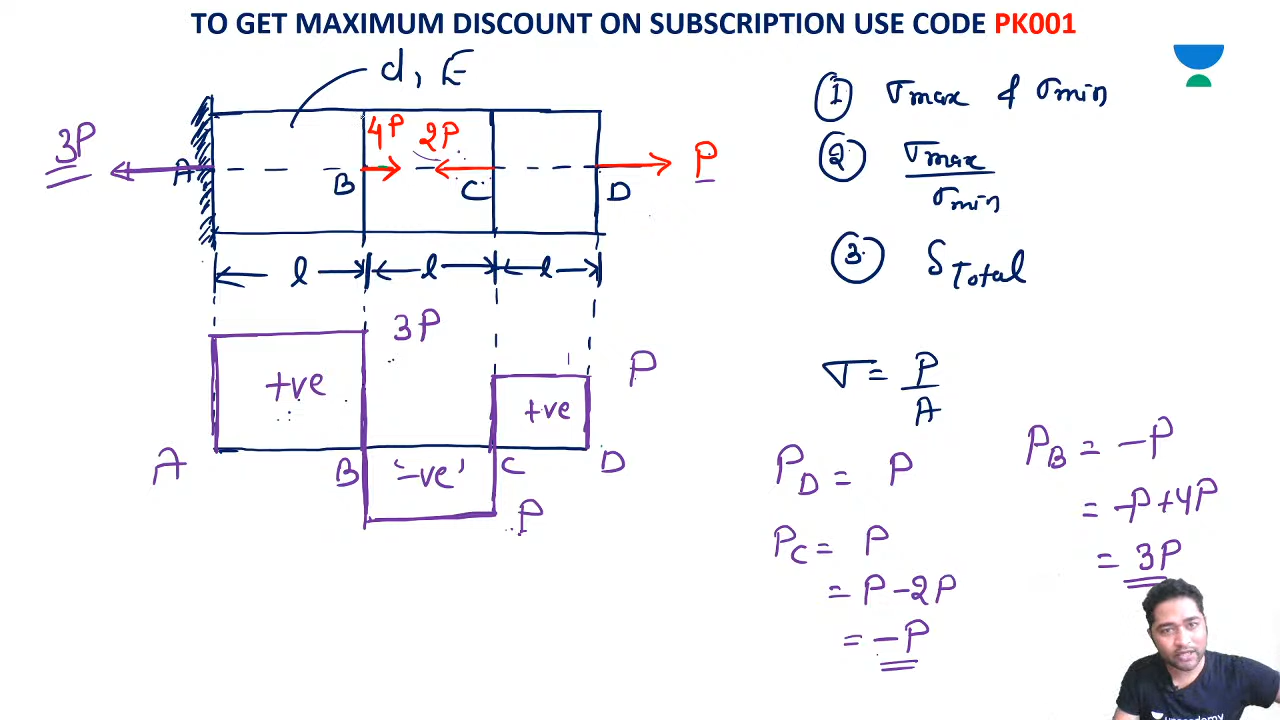 TO GET MAXIMUM DISCOUNT ON SUBSCRIPTION USE CODE PK001
d, E
① σmax & σmin
3P
4P
2P
P
A
B
C
D
② σmax
σmin
l
l
l
③ δTotal
3P
+ve
P
+ve
σ = P
A
A
B
'-ve'
C
D
P
PD = P
PC = P
= P - 2P
= -P
PB = -P
= -P + 4P
= 3P